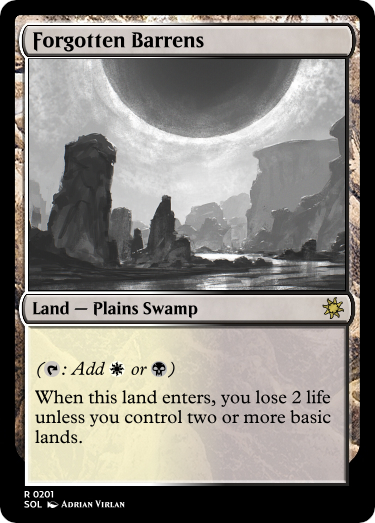 Forgotten Barrens
Land — Plains Swamp
(: Add or )
When this land enters, you lose 2 life
unless you control two or more basic
lands.
R 0201
SOL Adrian Virlan